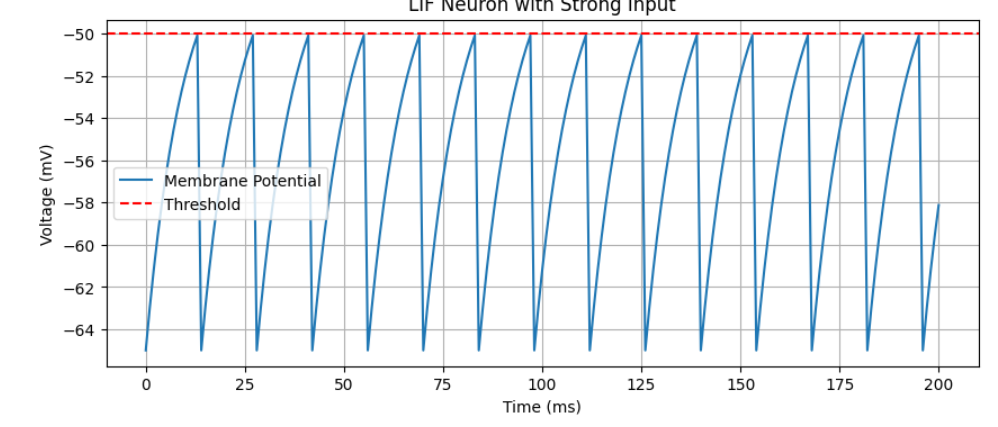 LIF Neuron with Strong Input
−50
−52
−54
−56
−58
−60
−62
−64
Voltage (mV)
Membrane Potential
Threshold
0 25 50 75 100 125 150 175 200
Time (ms)